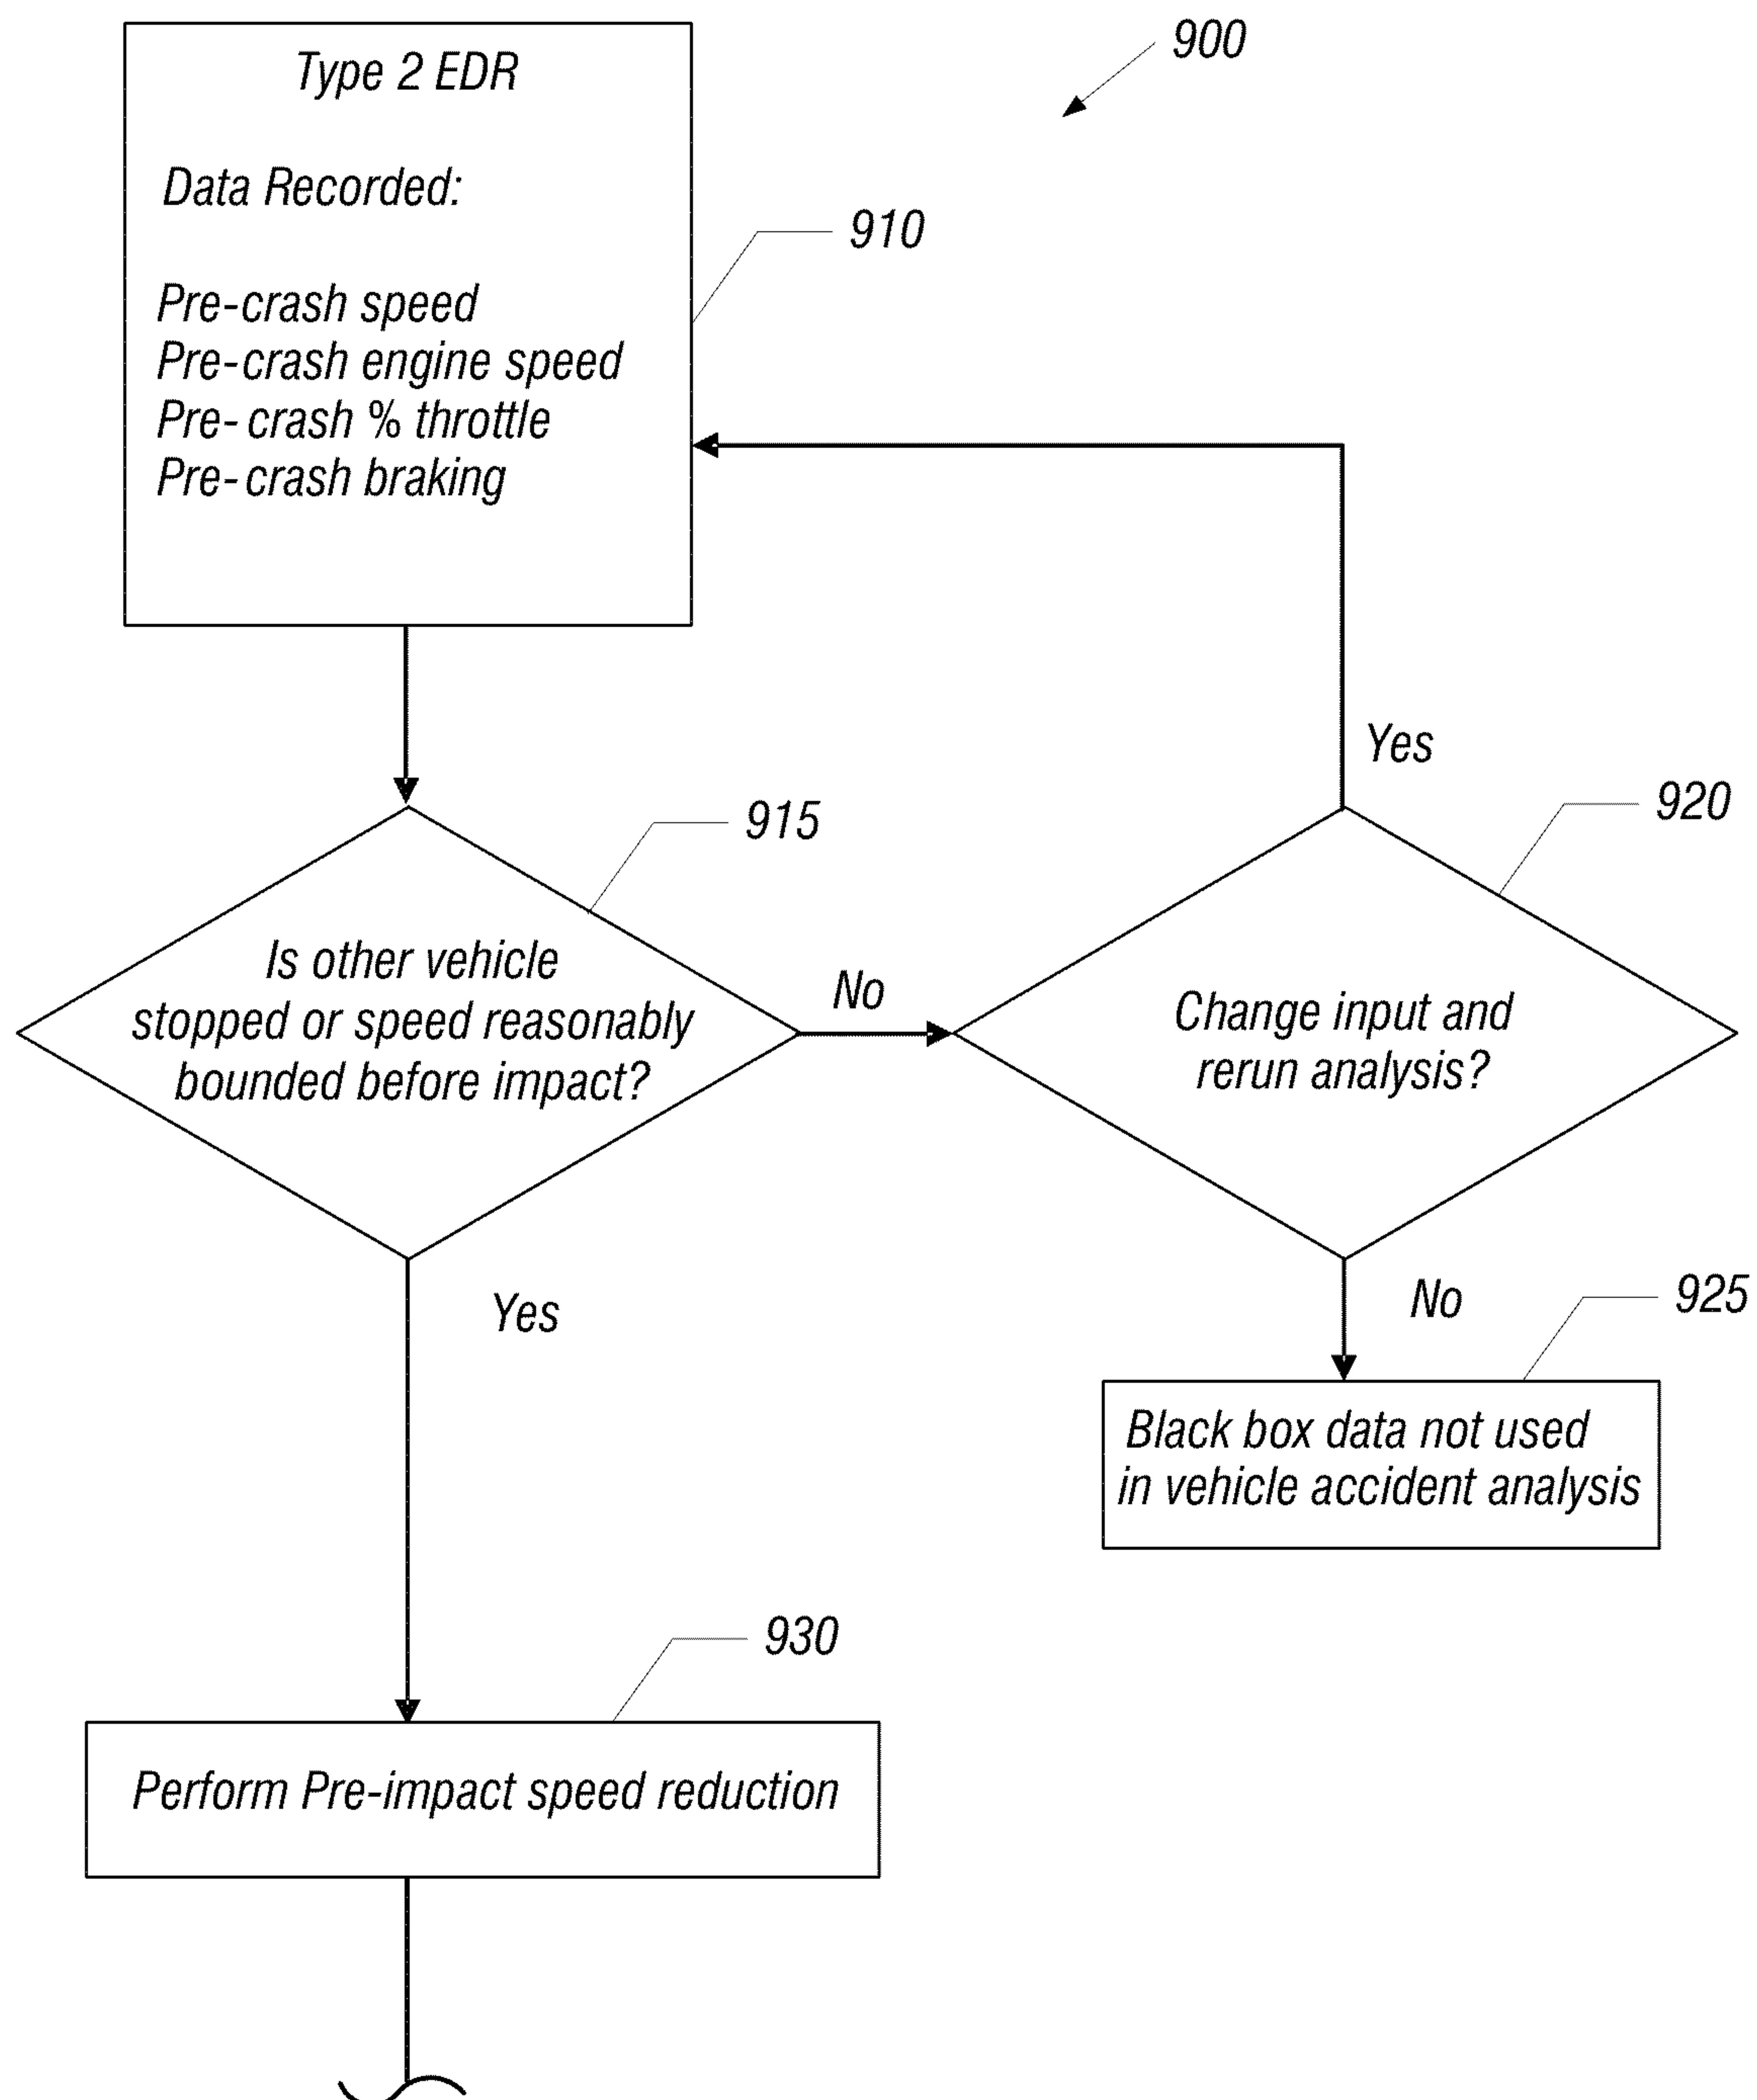 900
Type 2 EDR
Data Recorded:
910
Pre-crash speed
Pre-crash engine speed
Pre-crash % throttle
Pre-crash braking
Yes
920
915
Is other vehicle
stopped or speed reasonably
bounded before impact?
No
Change input and
rerun analysis?
Yes
No
925
Black box data not used
in vehicle accident analysis
930
Perform Pre-impact speed reduction